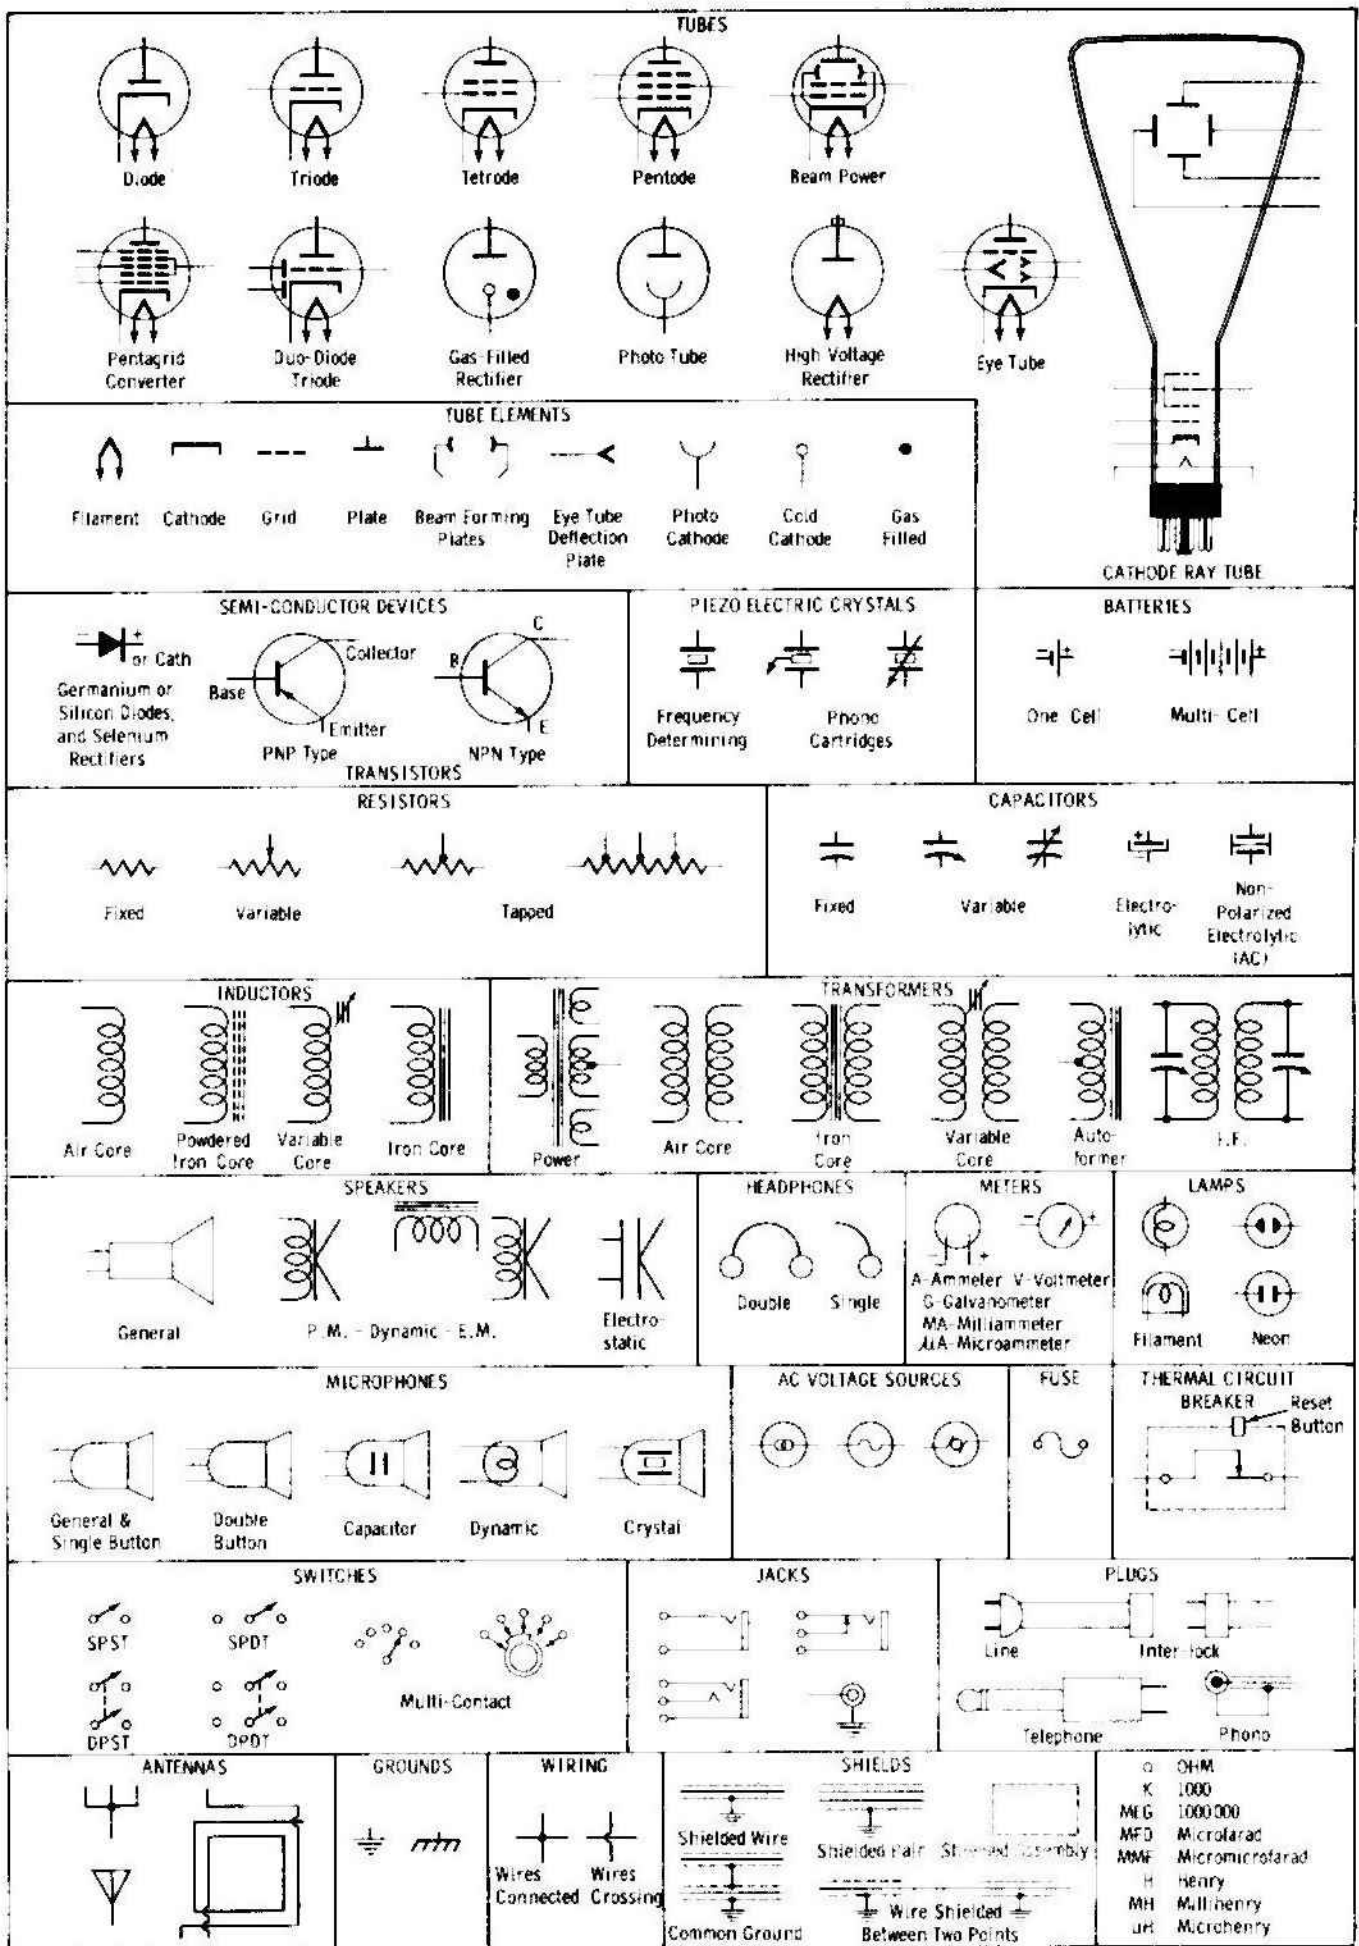 TUBES
Diode
Triode
Tetrode
Pentode
Beam Power
Pentagrid
Converter
Duo-Diode
Triode
Gas-Filled
Rectifier
Photo Tube
High Voltage
Rectifier
Eye Tube
CATHODE RAY TUBE
TUBE ELEMENTS
Filament
Cathode
Grid
Plate
Beam Forming
Plates
Eye Tube
Deflection
Plate
Photo
Cathode
Cold
Cathode
Gas
Filled
SEMI-CONDUCTOR DEVICES
- +
or Cath
Germanium or
Silicon Diodes,
and Selenium
Rectifiers
Base
Collector
Emitter
PNP Type
B
C
E
NPN Type
TRANSISTORS
PIEZO ELECTRIC CRYSTALS
Frequency
Determining
Phono
Cartridges
BATTERIES
- +
One Cell
- +
Multi-Cell
RESISTORS
Fixed
Variable
Tapped
CAPACITORS
Fixed
Variable
+
Electro-
lytic
Non-
Polarized
Electrolytic
(AC)
INDUCTORS
Air Core
Powdered
Iron Core
Variable
Core
Iron Core
TRANSFORMERS
Power
Air Core
Iron
Core
Variable
Core
Auto-
former
I.F.
SPEAKERS
General
P.M. - Dynamic - E.M.
Electro-
static
HEADPHONES
Double
Single
METERS
- +
- +
A-Ammeter V-Voltmeter
G-Galvanometer
MA-Milliammeter
μA-Microammeter
LAMPS
Filament
Neon
MICROPHONES
General &
Single Button
Double
Button
Capacitor
Dynamic
Crystal
AC VOLTAGE SOURCES
FUSE
THERMAL CIRCUIT
BREAKER
Reset
Button
SWITCHES
SPST
SPDT
DPST
DPDT
Multi-Contact
JACKS
PLUGS
Line
Inter-lock
Telephone
Phono
ANTENNAS
GROUNDS
WIRING
Wires
Connected
Wires
Crossing
SHIELDS
Shielded Wire
Shielded Pair
Shielded Assembly
Common Ground
Wire Shielded
Between Two Points
Ω OHM
K 1000
MEG 1000000
MFD Microfarad
MMF Micromicrofarad
H Henry
MH Millihenry
UH Microhenry